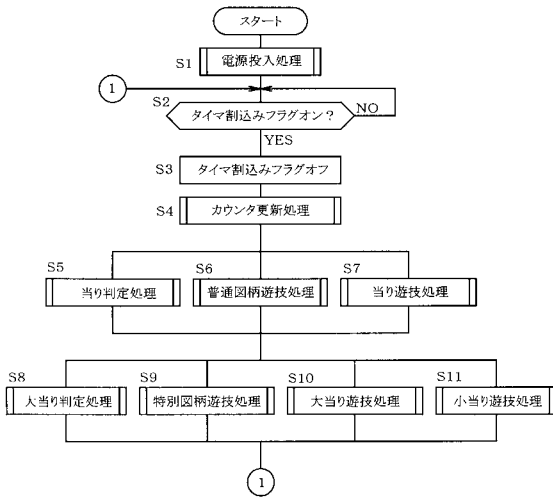 スタート
S1
電源投入処理
1
S2
タイマ割込みフラグオン？
NO
YES
S3
タイマ割込みフラグオフ
S4
カウンタ更新処理
S5
当り判定処理
S6
普通図柄遊技処理
S7
当り遊技処理
S8
大当り判定処理
S9
特別図柄遊技処理
S10
大当り遊技処理
S11
小当り遊技処理
1